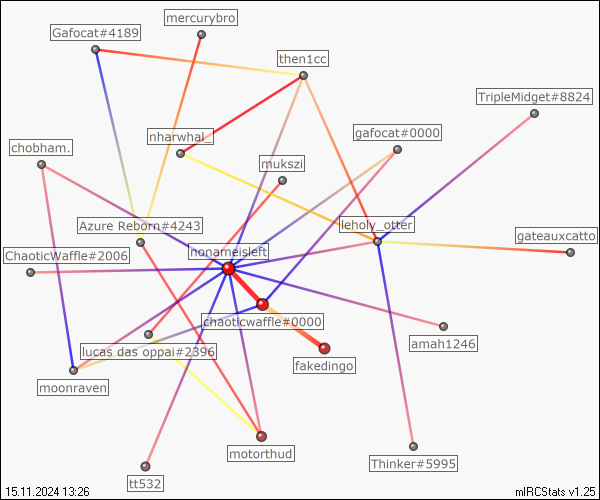 mercurybro
Gafocat#4189
then1cc
TripleMidget#8824
gafocat#0000
nharwhal_
chobham.
mukszi
Azure Reborn#4243
leholy_otter
gateauxcatto
nonameisleft
ChaoticWaffle#2006
chaoticwaffle#0000
amah1246
lucas das oppai#2396
fakedingo
moonraven
motorthud
Thinker#5995
tt532
15.11.2024 13:26
mIRCStats v1.25